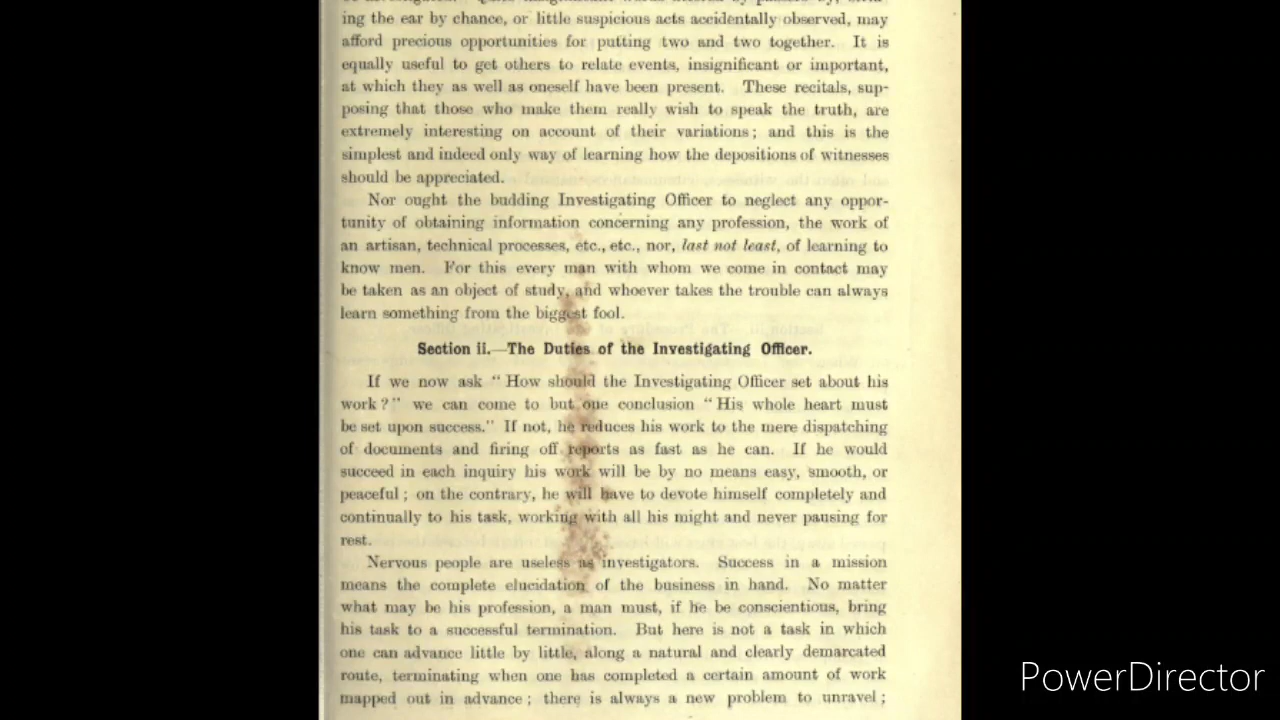 ing the ear by chance, or little suspicious acts accidentally observed, may
afford precious opportunities for putting two and two together. It is
equally useful to get others to relate events, insignificant or important,
at which they as well as oneself have been present. These recitals, sup-
posing that those who make them really wish to speak the truth, are
extremely interesting on account of their variations; and this is the
simplest and indeed only way of learning how the depositions of witnesses
should be appreciated.
Nor ought the budding Investigating Officer to neglect any oppor-
tunity of obtaining information concerning any profession, the work of
an artisan, technical processes, etc., etc., nor, last not least, of learning to
know men. For this every man with whom we come in contact may
be taken as an object of study, and whoever takes the trouble can always
learn something from the biggest fool.
Section ii.—The Duties of the Investigating Officer.
If we now ask "How should the Investigating Officer set about his
work?" we can come to but one conclusion "His whole heart must
be set upon success." If not, he reduces his work to the mere dispatching
of documents and firing off reports as fast as he can. If he would
succeed in each inquiry his work will be by no means easy, smooth, or
peaceful; on the contrary, he will have to devote himself completely and
continually to his task, working with all his might and never pausing for
rest.
Nervous people are useless as investigators. Success in a mission
means the complete elucidation of the business in hand. No matter
what may be his profession, a man must, if he be conscientious, bring
his task to a successful termination. But here is not a task in which
one can advance little by little, along a natural and clearly demarcated
route, terminating when one has completed a certain amount of work
mapped out in advance; there is always a new problem to unravel;
PowerDirector